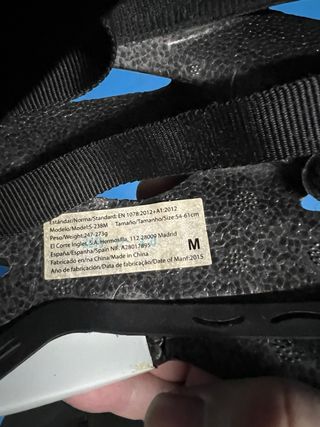 Estándar/Norma/Standard: EN 1078:2012+A1:2012
Modelo/Model:S-238M Tamaño/Tamanho/Size:54-61cm
Peso/Weight:247-273g
El Corte Inglés, S.A. Hermosilla, 112 28009 Madrid
España/Espanha/Spain NIF. A28017895
Fabricado en/na China/Made in China
Ano de fabricación/Data de fabricação/Date of Manf:2015
M